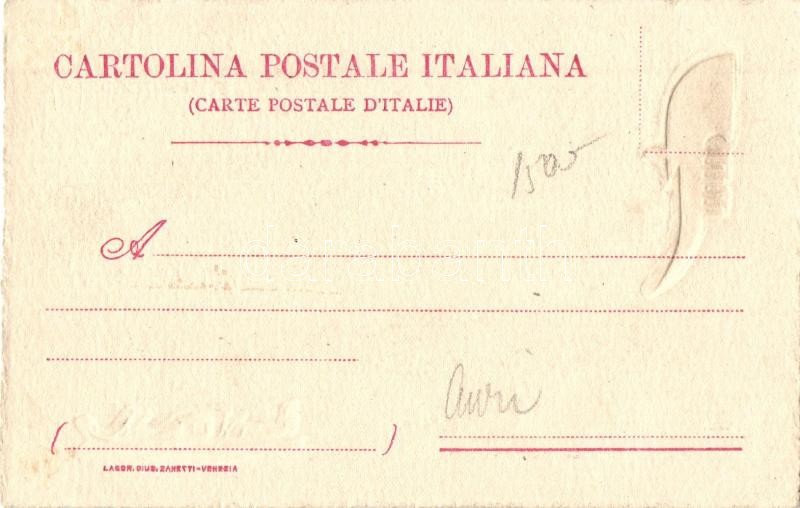 CARTOLINA POSTALE ITALIANA
(CARTE POSTALE D'ITALIE)
A
( )
LABOR. GIUS. ZANETTI-VENEZIA